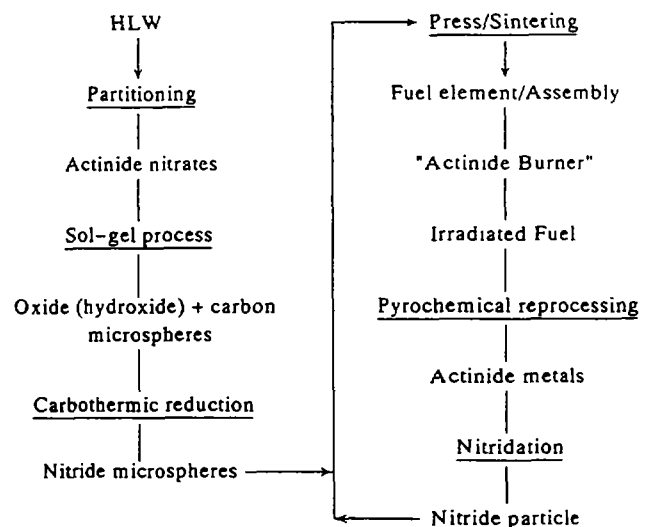 HLW
Partitioning
Actinide nitrates
Sol-gel process
Oxide (hydroxide) + carbon
microspheres
Carbothermic reduction
Nitride microspheres
Press/Sintering
Fuel element/Assembly
"Actinide Burner"
Irradiated Fuel
Pyrochemical reprocessing
Actinide metals
Nitridation
Nitride particle